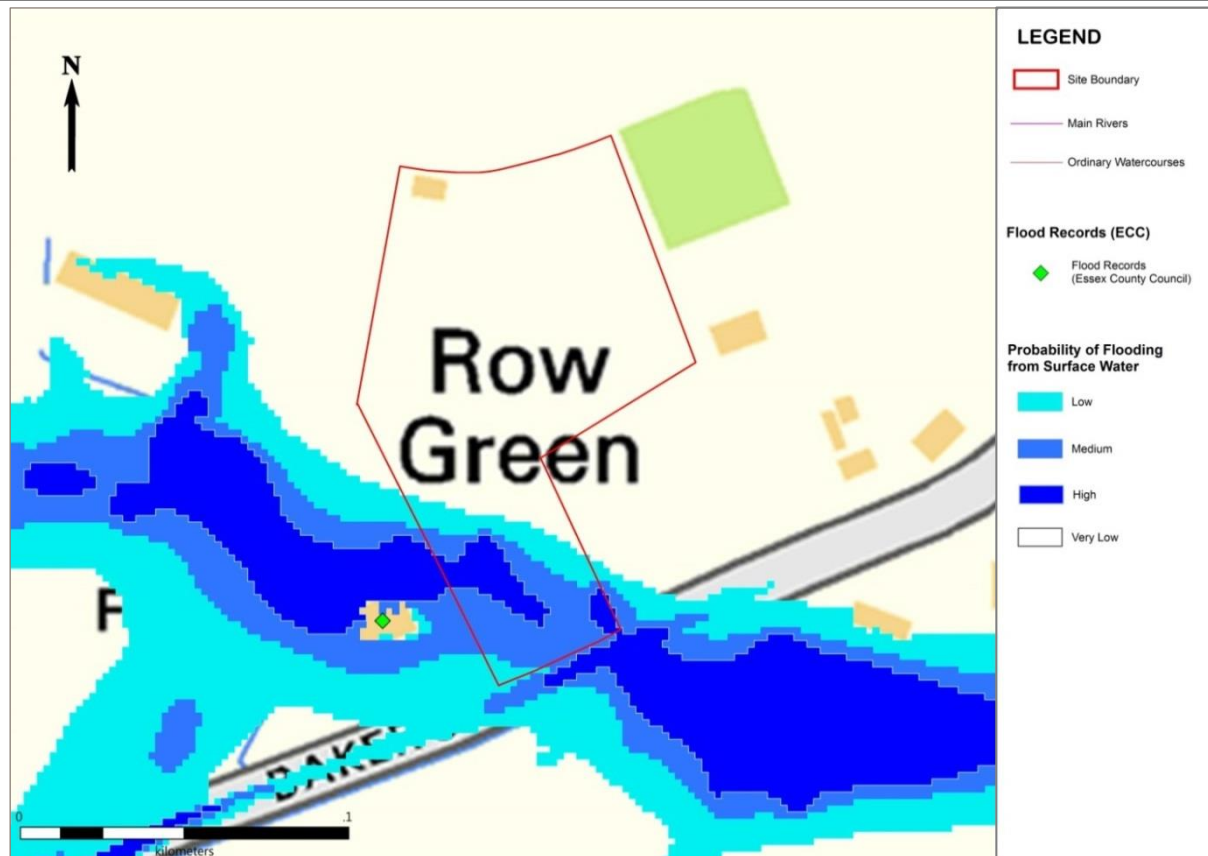 N
Row
Green
0
.1
kilometers
LEGEND
Site Boundary
Main Rivers
Ordinary Watercourses
Flood Records (ECC)
Flood Records
(Essex County Council)
Probability of Flooding
from Surface Water
Low
Medium
High
Very Low